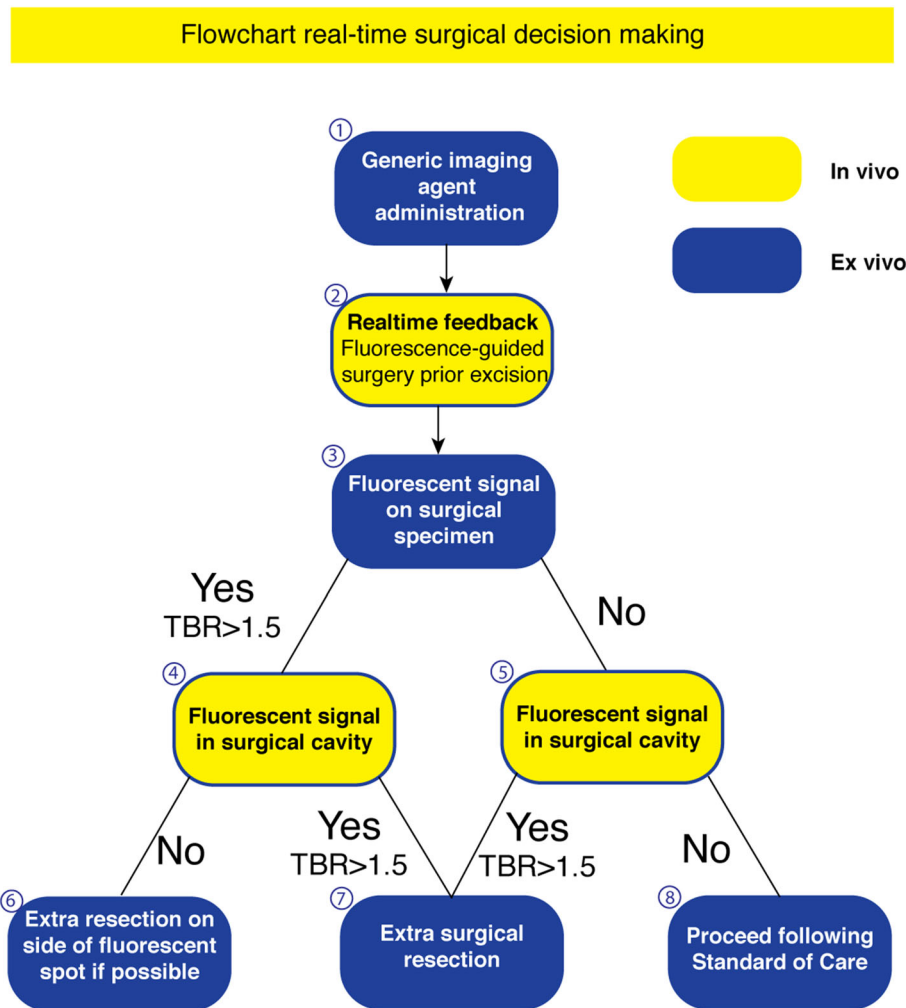 Flowchart real-time surgical decision making
In vivo
Ex vivo
1
Generic imaging
agent
administration
2
Realtime feedback
Fluorescence-guided
surgery prior excision
3
Fluorescent signal
on surgical
specimen
Yes
TBR>1.5
No
4
Fluorescent signal
in surgical cavity
5
Fluorescent signal
in surgical cavity
No
Yes
TBR>1.5
Yes
TBR>1.5
No
6
Extra resection on
side of fluorescent
spot if possible
7
Extra surgical
resection
8
Proceed following
Standard of Care